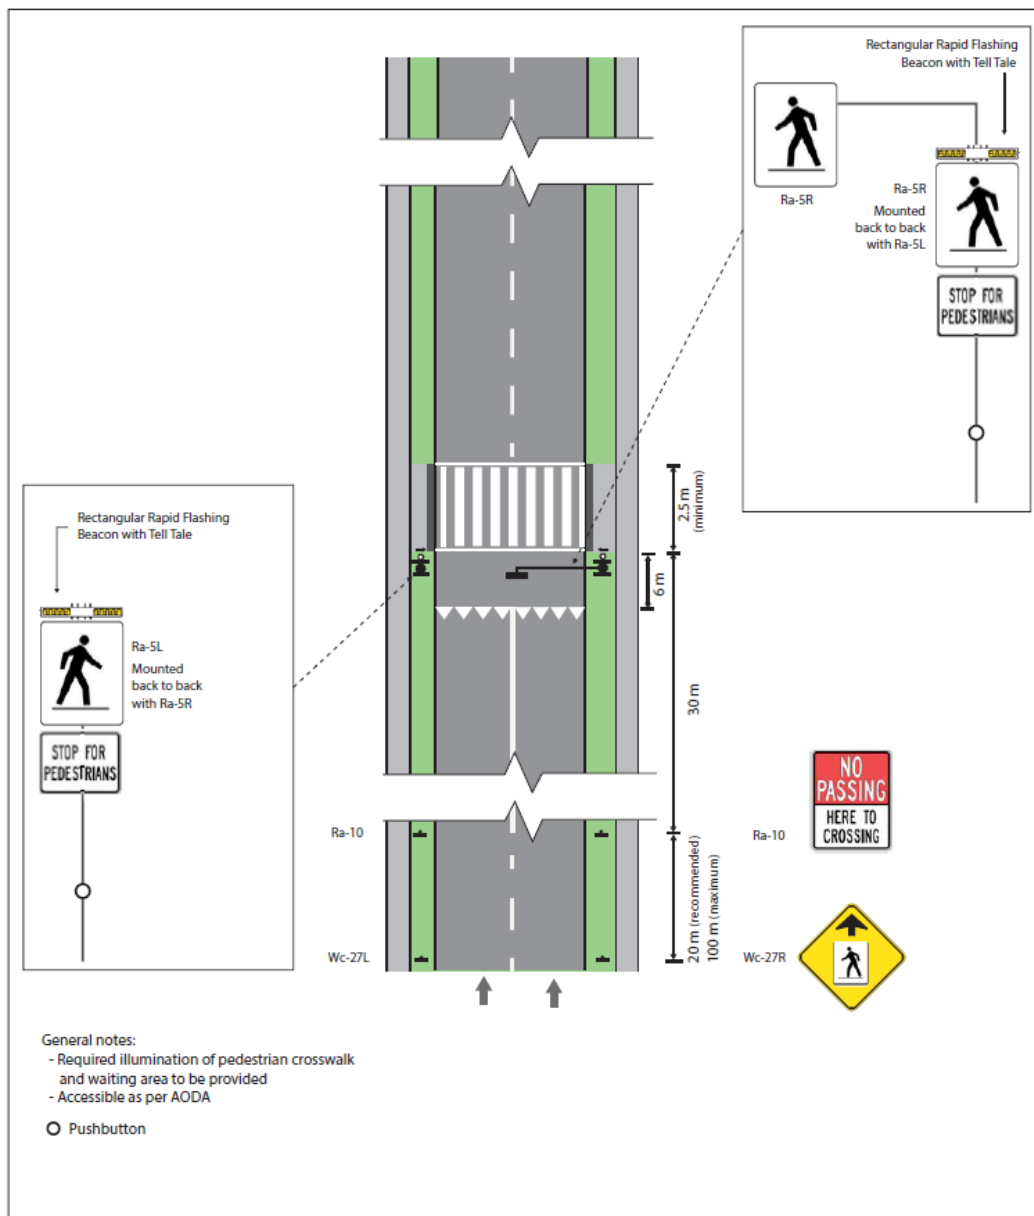 Rectangular Rapid Flashing
Beacon with Tell Tale
Ra-5R
Ra-5R
Mounted
back to back
with Ra-5L
STOP FOR
PEDESTRIANS
2.5 m
(minimum)
6 m
30 m
Rectangular Rapid Flashing
Beacon with Tell Tale
Ra-5L
Mounted
back to back
with Ra-5R
STOP FOR
PEDESTRIANS
Ra-10
Ra-10
NO
PASSING
HERE TO
CROSSING
20 m (recommended)
100 m (maximum)
Wc-27L
Wc-27R
General notes:
- Required illumination of pedestrian crosswalk
and waiting area to be provided
- Accessible as per AODA
Pushbutton